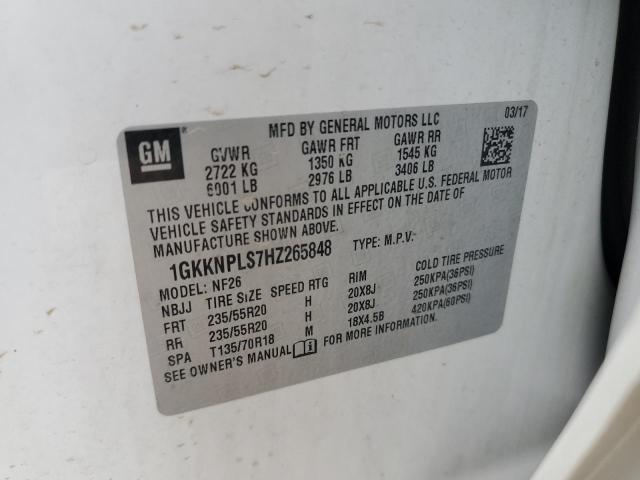 MFD BY GENERAL MOTORS LLC 03/17
GM
GVWR GAWR FRT GAWR RR
2722 KG 1350 KG 1545 KG
6001 LB 2976 LB 3406 LB
THIS VEHICLE CONFORMS TO ALL APPLICABLE U.S. FEDERAL MOTOR
VEHICLE SAFETY STANDARDS IN EFFECT ON THE DATE OF
MANUFACTURE SHOWN ABOVE.
1GKKNPLS7HZ265848 TYPE: M.P.V.
MODEL: NF26
NBJJ TIRE SIZE SPEED RTG RIM COLD TIRE PRESSURE
FRT 235/55R20 H 20X8J 250KPA(36PSI)
RR 235/55R20 H 20X8J 250KPA(36PSI)
SPA T135/70R18 M 18X4.5B 420KPA(60PSI)
SEE OWNER'S MANUAL